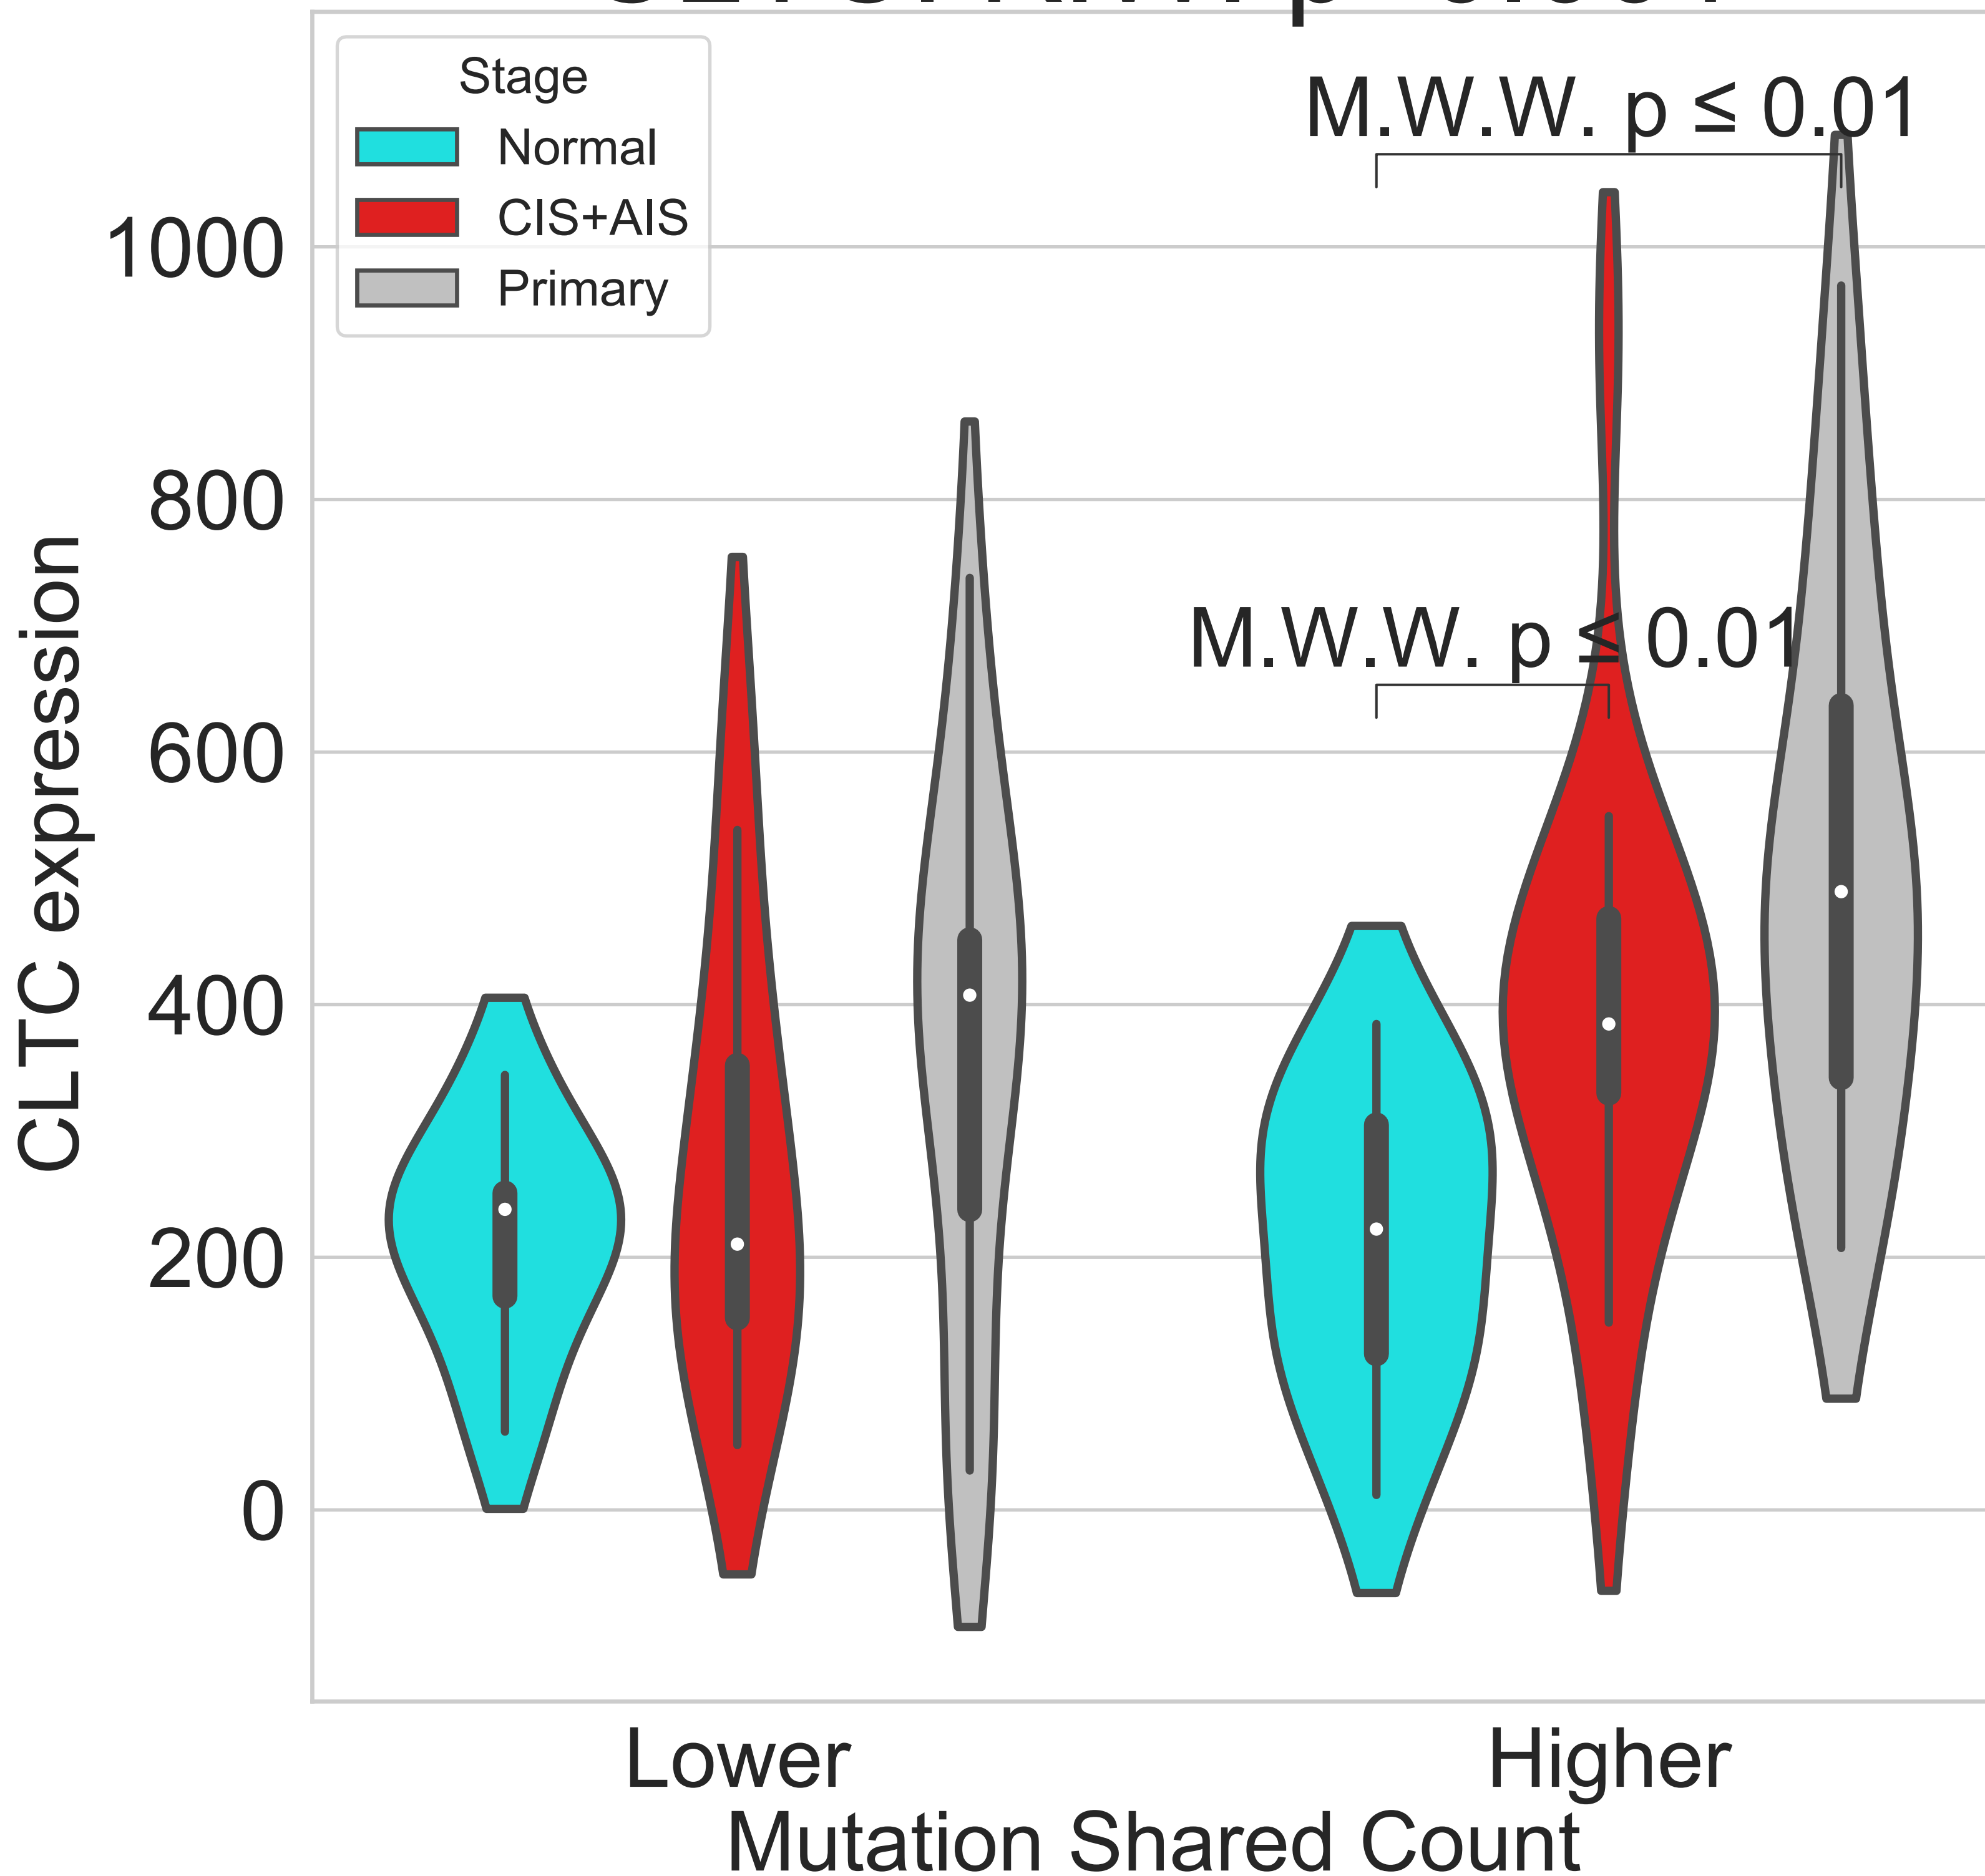 Stage
Normal
CIS+AIS
Primary
M.W.W. p ≤ 0.01
M.W.W. p ≤ 0.01
1000
800
600
400
200
0
CLTC expression
Lower
Higher
Mutation Shared Count